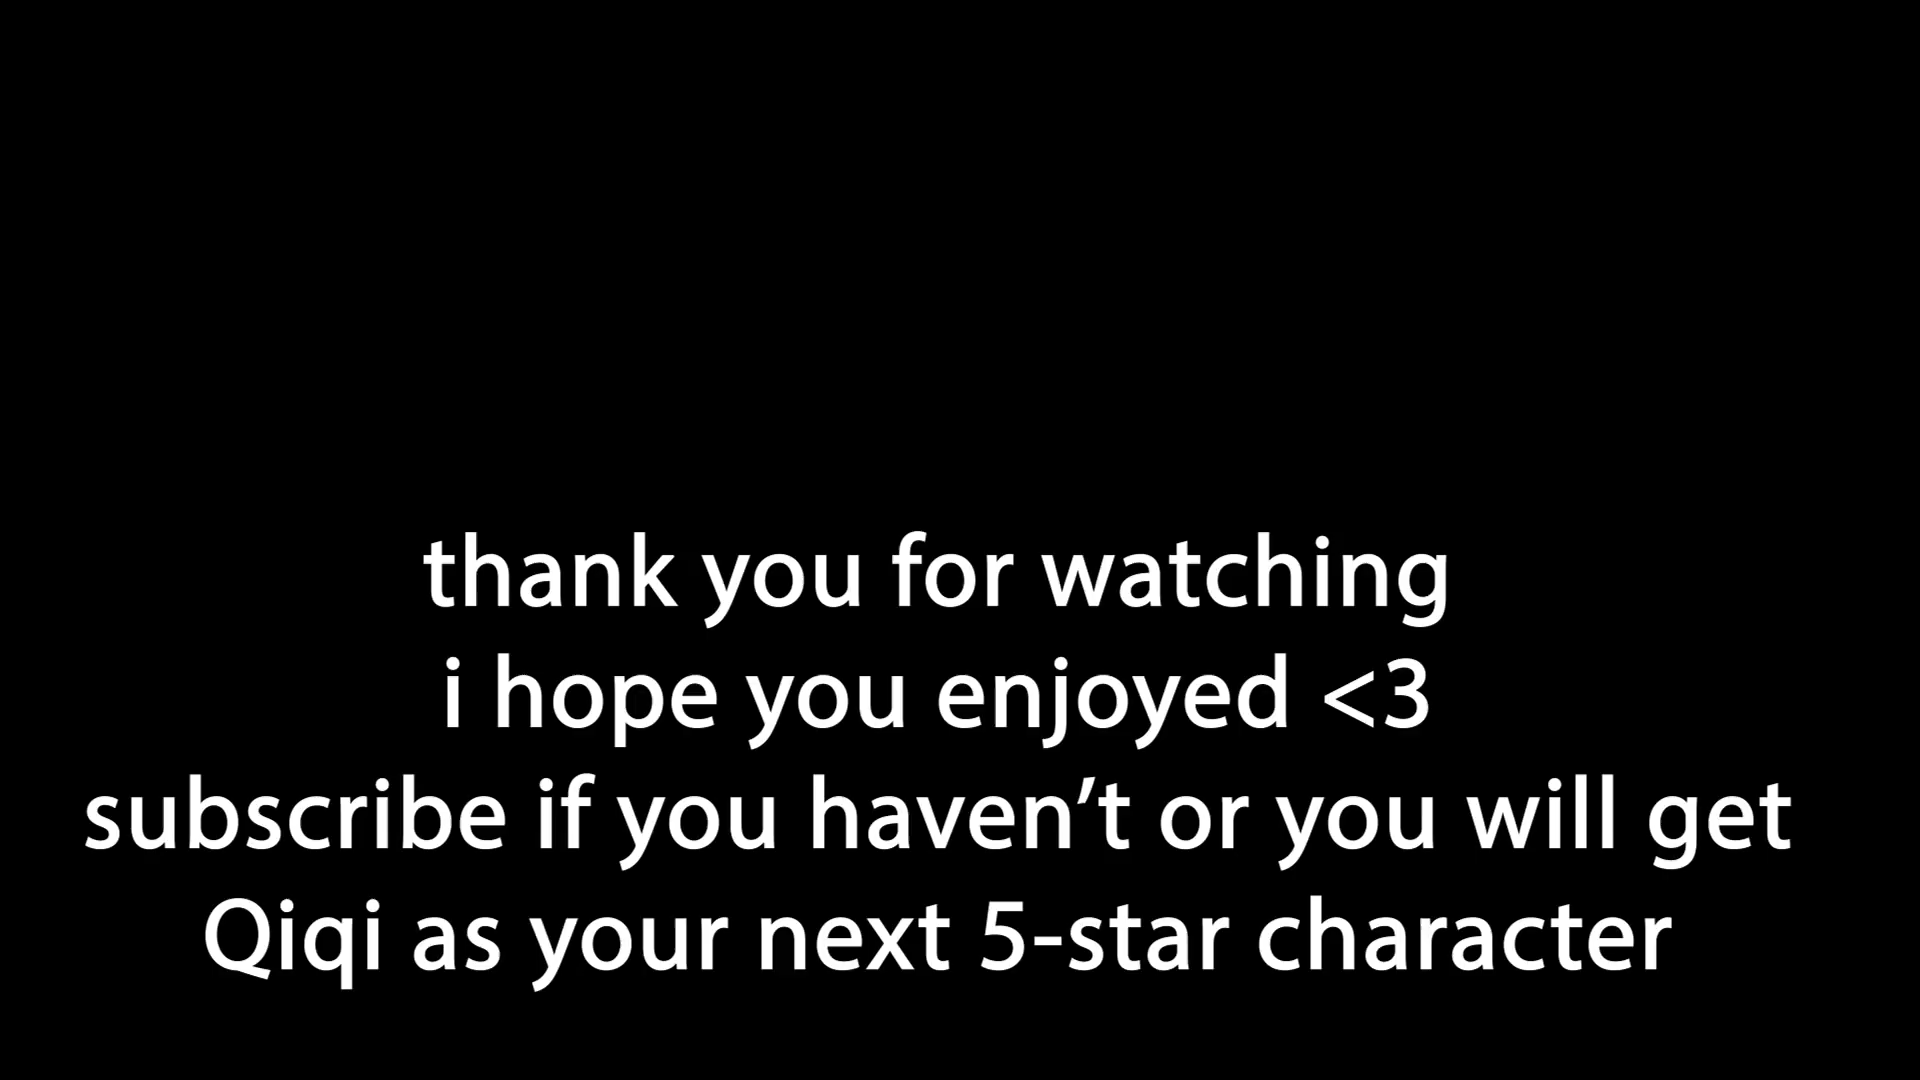 thank you for watching
i hope you enjoyed <3
subscribe if you haven’t or you will get
Qiqi as your next 5-star character